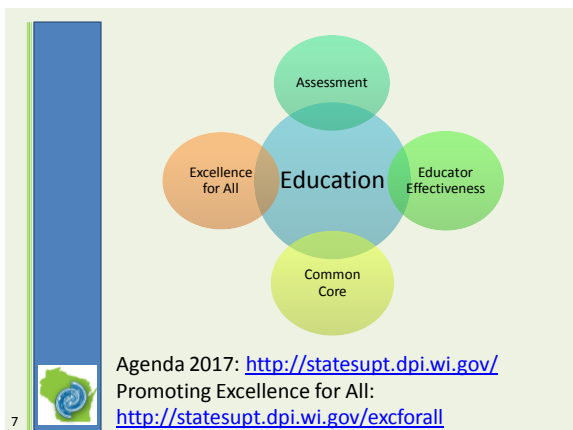 Assessment
Excellence
for All
Education
Educator
Effectiveness
Common
Core
Agenda 2017: http://statesupt.dpi.wi.gov/
Promoting Excellence for All:
http://statesupt.dpi.wi.gov/excforall
7